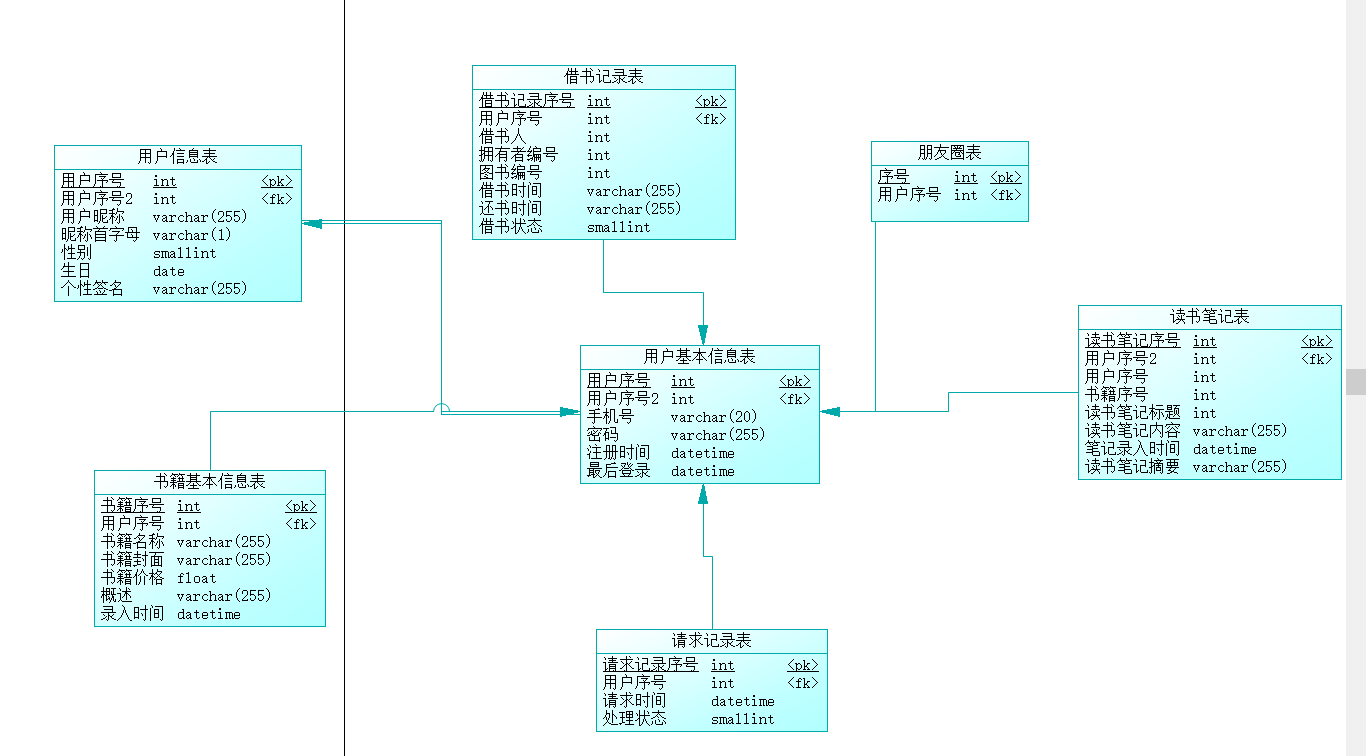 借书记录表
借书记录序号 int <pk>
用户序号 int <fk>
借书人 int
拥有者编号 int
图书编号 int
借书时间 varchar(255)
还书时间 varchar(255)
借书状态 smallint
用户信息表
用户序号 int <pk>
用户序号2 int <fk>
用户昵称 varchar(255)
昵称首字母 varchar(1)
性别 smallint
生日 date
个性签名 varchar(255)
朋友圈表
序号 int <pk>
用户序号 int <fk>
用户基本信息表
用户序号 int <pk>
用户序号2 int <fk>
手机号 varchar(20)
密码 varchar(255)
注册时间 datetime
最后登录 datetime
读书笔记表
读书笔记序号 int <pk>
用户序号2 int <fk>
用户序号 int
书籍序号 int
读书笔记标题 int
读书笔记内容 varchar(255)
笔记录入时间 datetime
读书笔记摘要 varchar(255)
书籍基本信息表
书籍序号 int <pk>
用户序号 int <fk>
书籍名称 varchar(255)
书籍封面 varchar(255)
书籍价格 float
概述 varchar(255)
录入时间 datetime
请求记录表
请求记录序号 int <pk>
用户序号 int <fk>
请求时间 datetime
处理状态 smallint